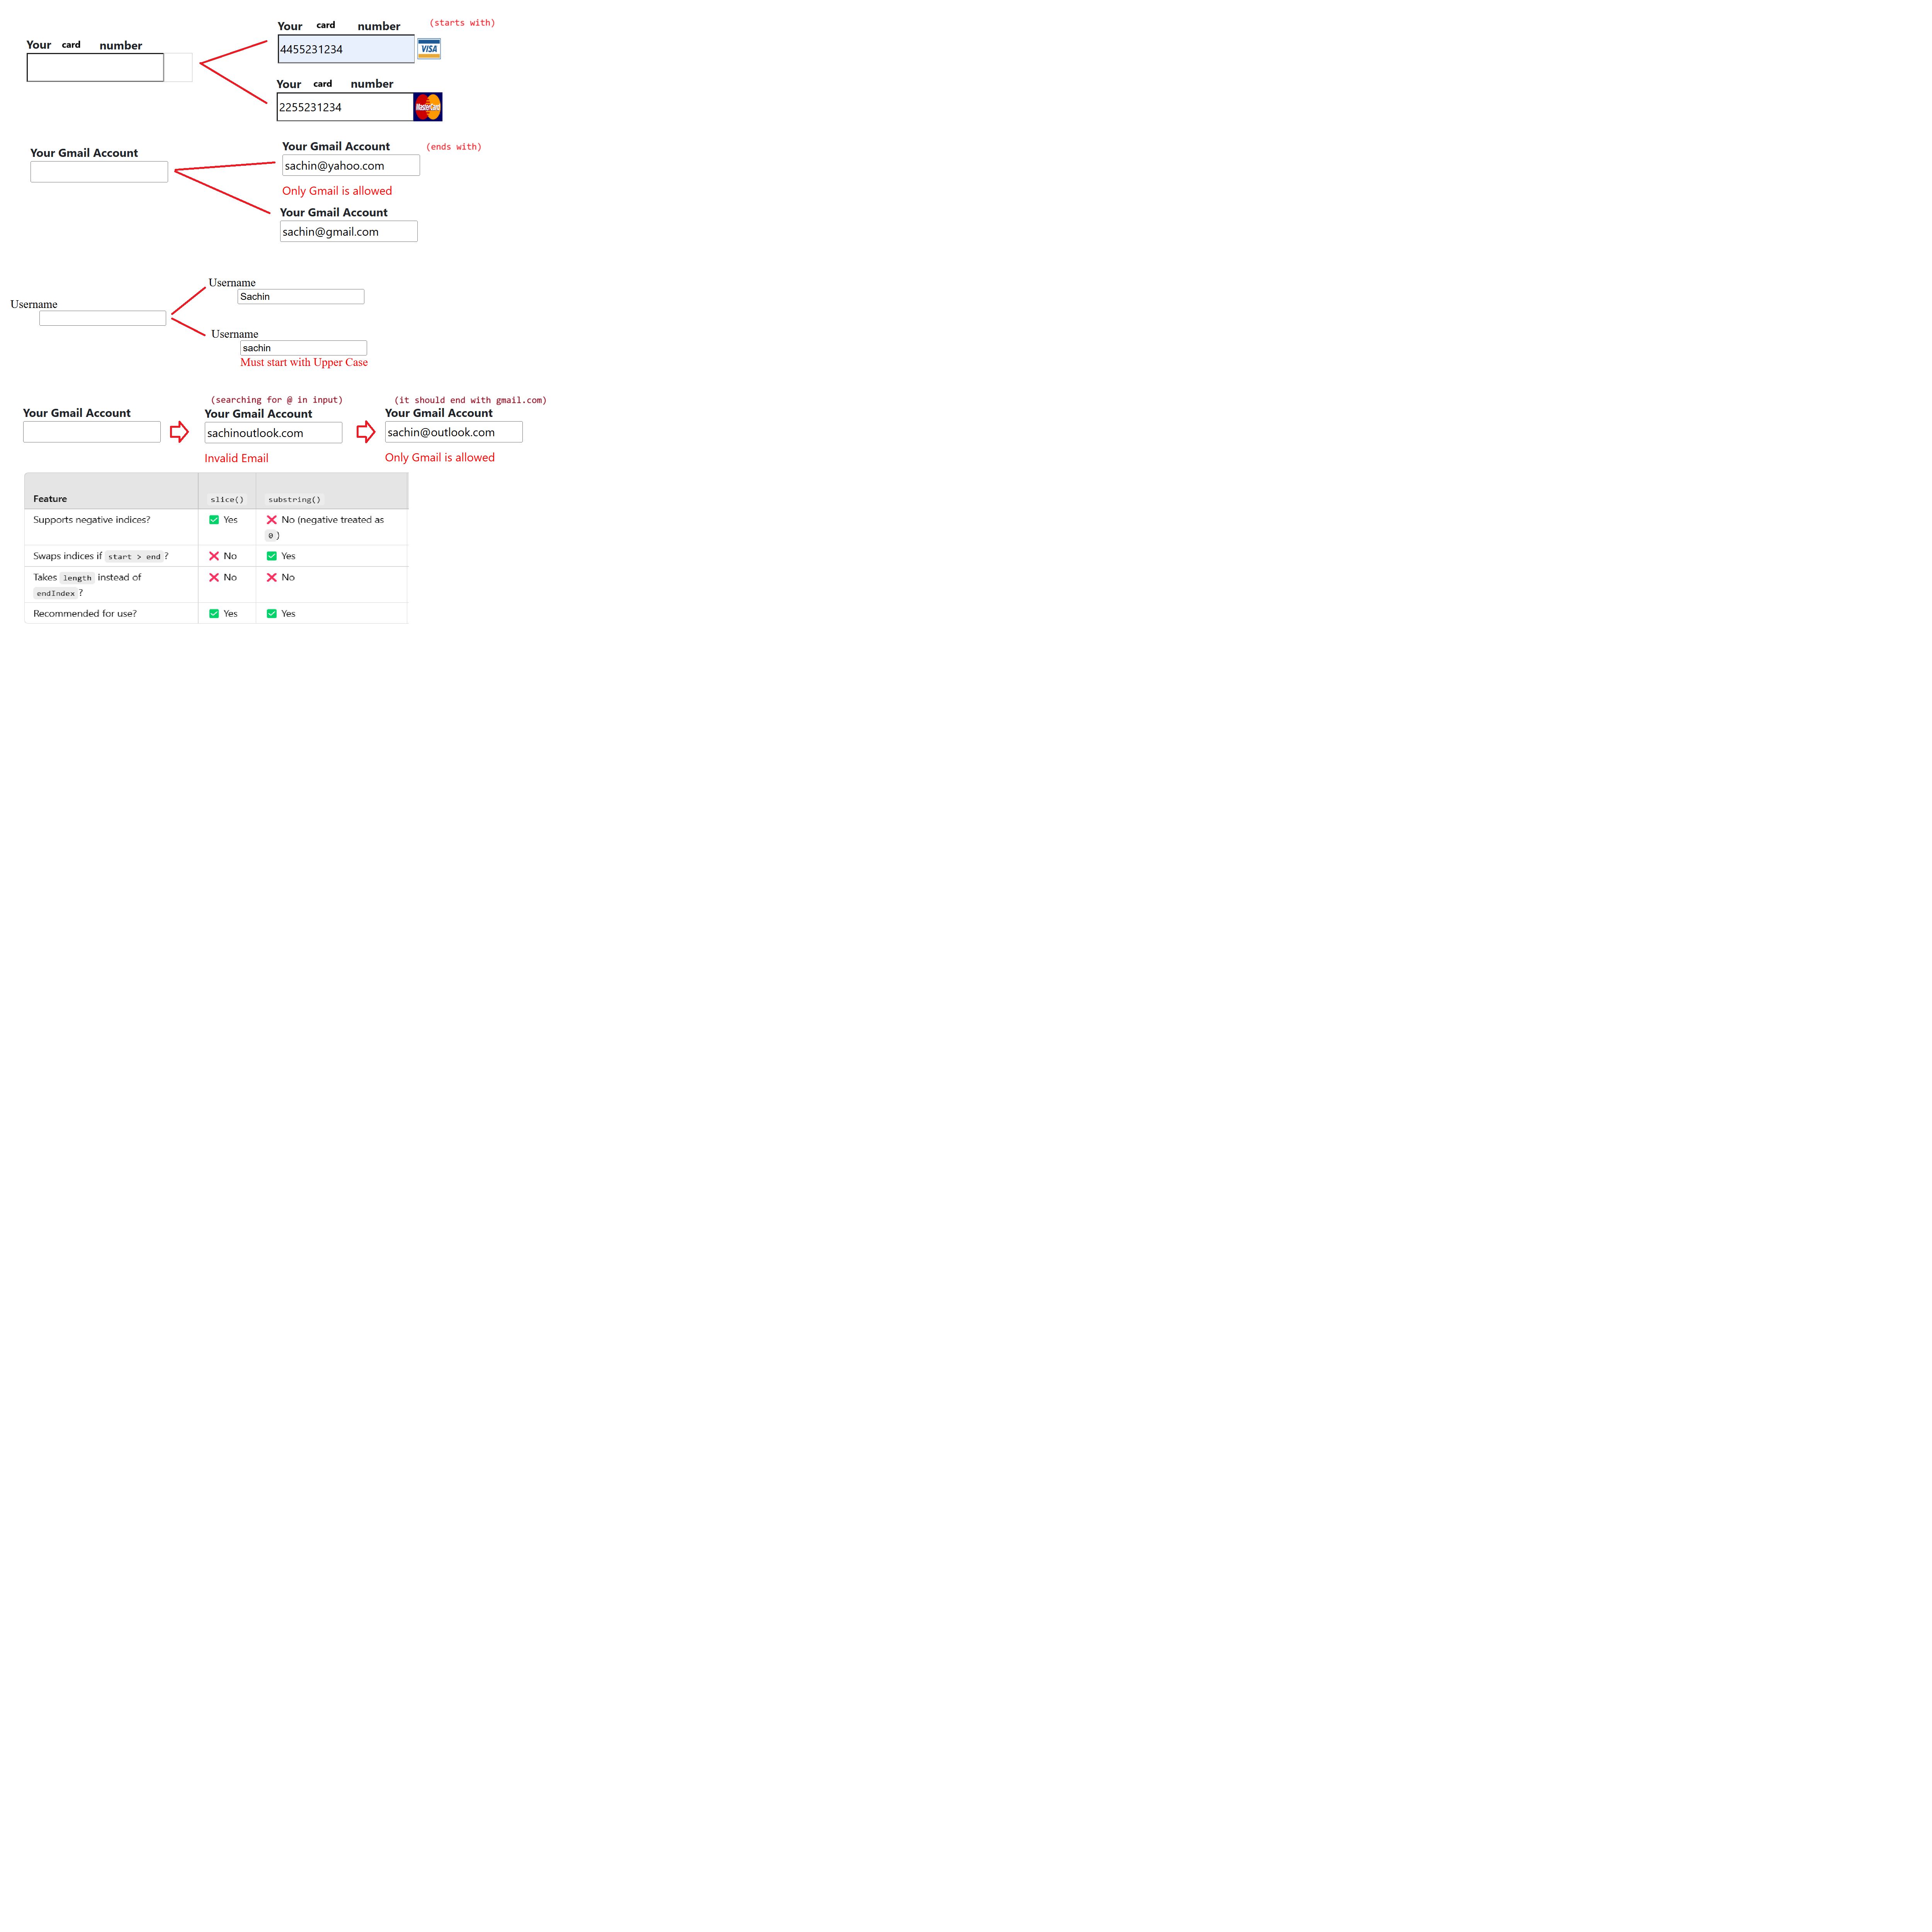 Your card number (starts with)
4455231234 VISA
Your card number
Your card number
2255231234 MasterCard
Your Gmail Account (ends with)
sachin@yahoo.com
Your Gmail Account
Only Gmail is allowed
Your Gmail Account
sachin@gmail.com
Username
Sachin
Username
Username
sachin
Must start with Upper Case
(searching for @ in input) (it should end with gmail.com)
Your Gmail Account Your Gmail Account Your Gmail Account
sachinoutlook.com sachin@outlook.com
Invalid Email Only Gmail is allowed
Feature slice() substring()
Supports negative indices? Yes No (negative treated as
0 )
Swaps indices if start > end ? No Yes
Takes length instead of No No
endIndex ?
Recommended for use? Yes Yes